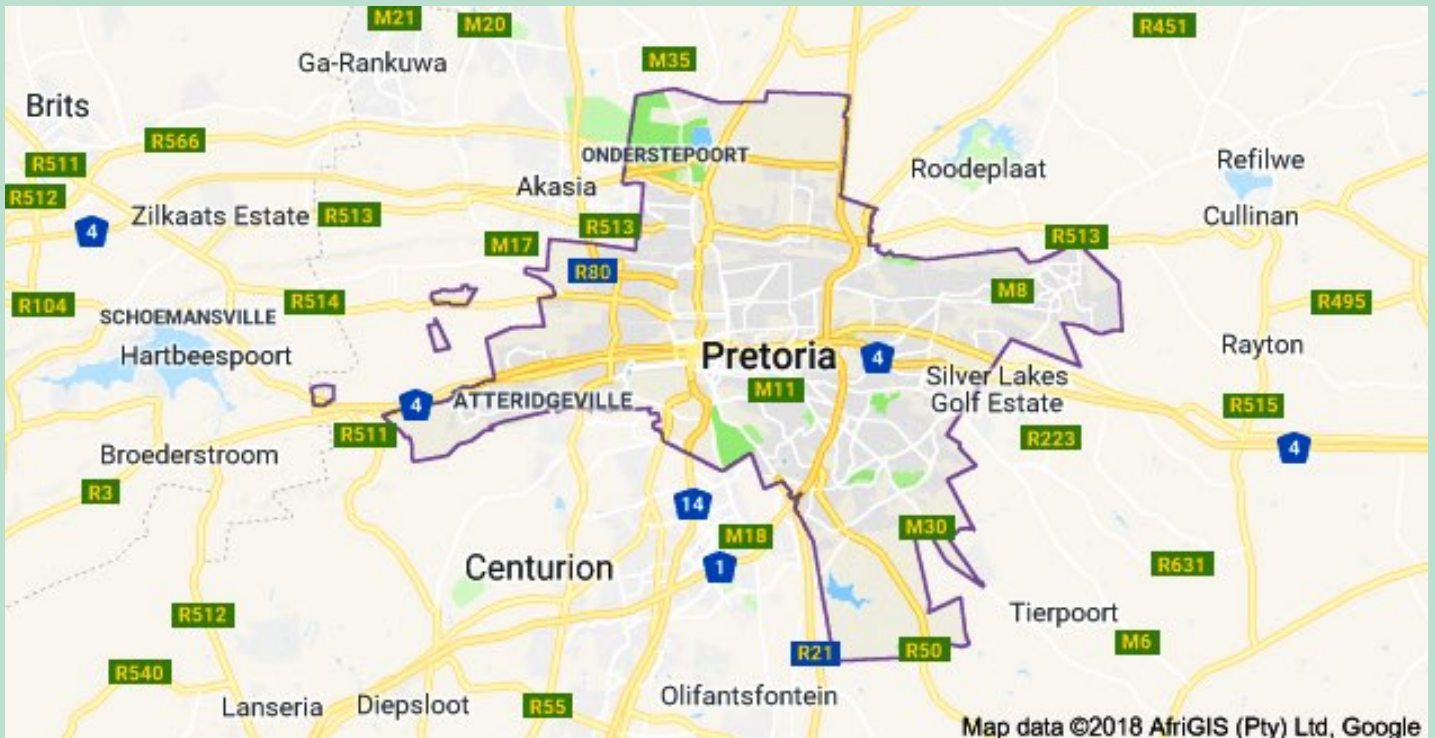 M21
M20
R451
Ga-Rankuwa
M35
Brits
R566
ONDERSTEPOORT
R511
Roodeplaat
Refilwe
Akasia
R512
Zilkaats Estate
R513
R513
Cullinan
4
M17
R513
R80
M8
R104
R514
R495
SCHOEMANSVILLE
Hartbeespoort
Pretoria
4
Rayton
M11
Silver Lakes
Golf Estate
4
ATTERIDGEVILLE
R515
R511
R223
4
Broederstroom
R3
14
M30
M18
Centurion
1
R631
R512
Tierpoort
R21
R50
M6
R540
Olifantsfontein
Lanseria
Diepsloot
R55
Map data ©2018 AfriGIS (Pty) Ltd, Google